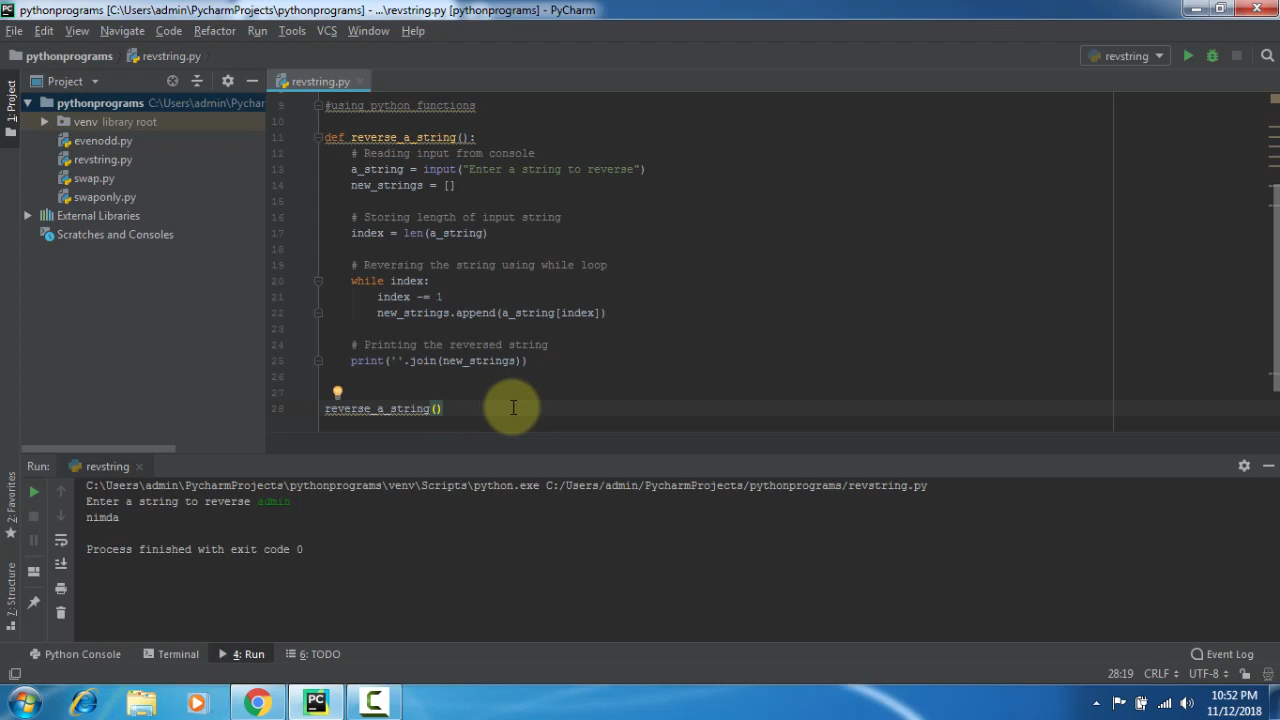 pythonprograms [C:\Users\admin\PycharmProjects\pythonprograms] - ...\revstring.py [pythonprograms] - PyCharm
File Edit View Navigate Code Refactor Run Tools VCS Window Help
pythonprograms revstring.py
revstring
1: Project
Project
revstring.py
pythonprograms C:\Users\admin\Pychar
venv library root
evenodd.py
revstring.py
swap.py
swaponly.py
External Libraries
Scratches and Consoles
9 #using python functions
10
11 def reverse_a_string():
12 # Reading input from console
13 a_string = input("Enter a string to reverse")
14 new_strings = []
15
16 # Storing length of input string
17 index = len(a_string)
18
19 # Reversing the string using while loop
20 while index:
21 index -= 1
22 new_strings.append(a_string[index])
23
24 # Printing the reversed string
25 print(''.join(new_strings))
26
27
28 reverse_a_string()
Run: revstring
C:\Users\admin\PycharmProjects\pythonprograms\venv\Scripts\python.exe C:/Users/admin/PycharmProjects/pythonprograms/revstring.py
Enter a string to reverse admin
nimda
Process finished with exit code 0
2: Favorites
7: Structure
Python Console Terminal 4: Run 6: TODO Event Log
28:19 CRLF UTF-8
PC
10:52 PM
11/12/2018